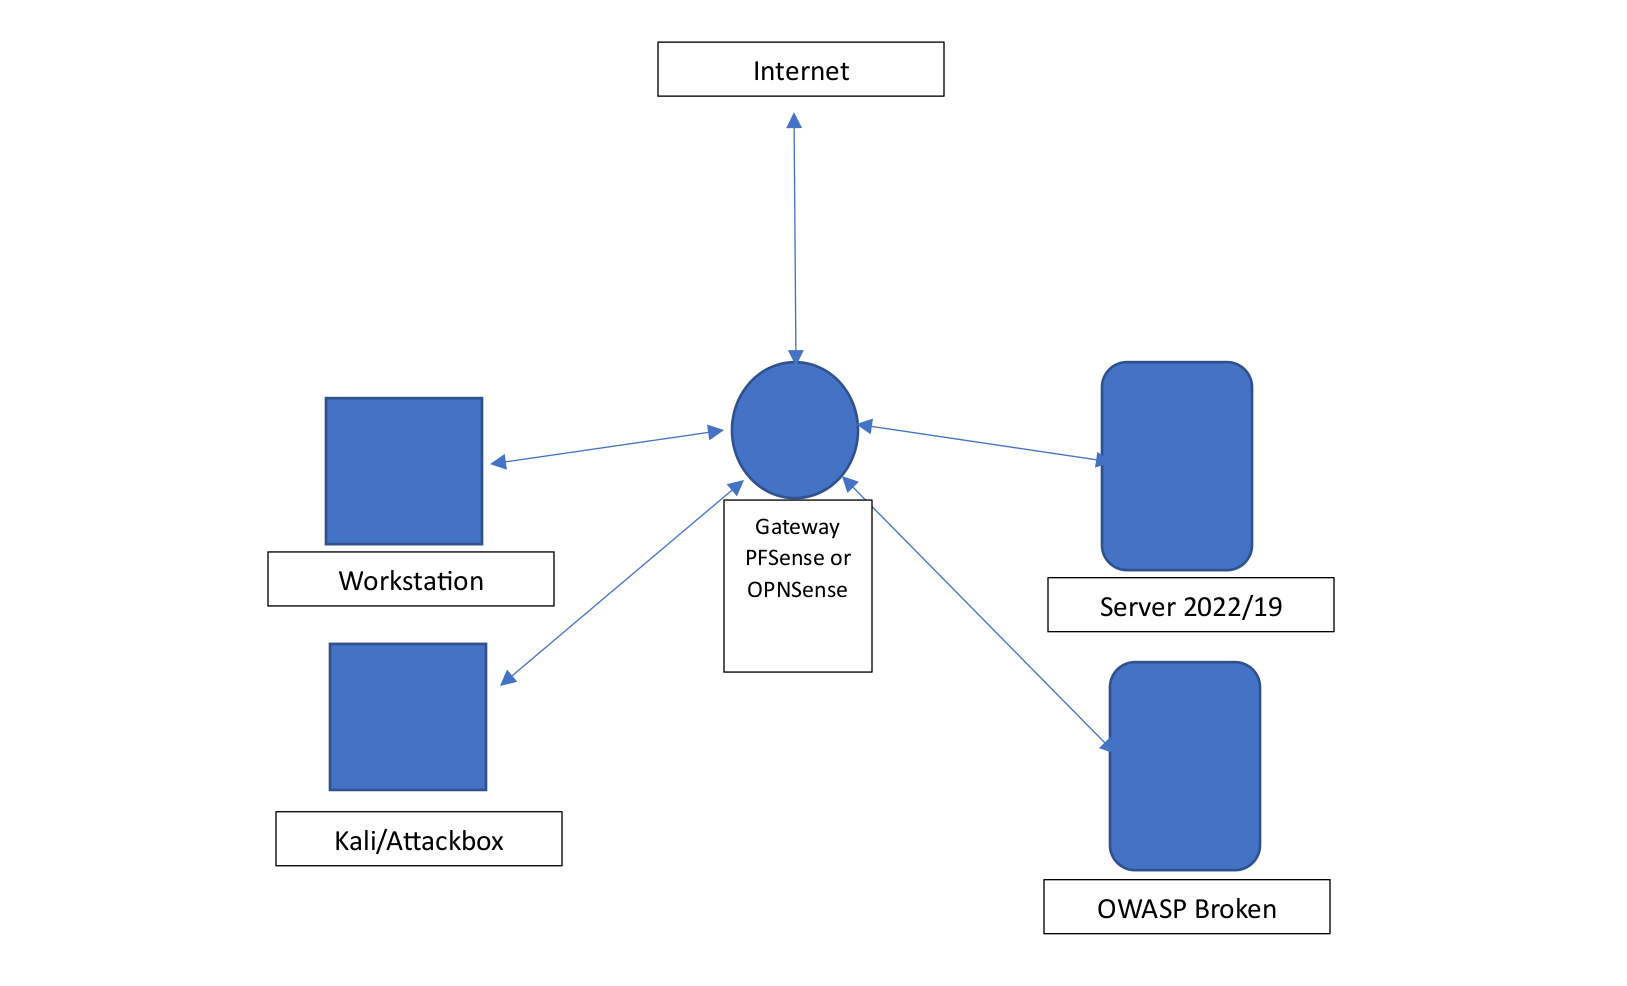 Internet
Gateway
PFSense or
OPNSense
Workstation
Server 2022/19
Kali/Attackbox
OWASP Broken